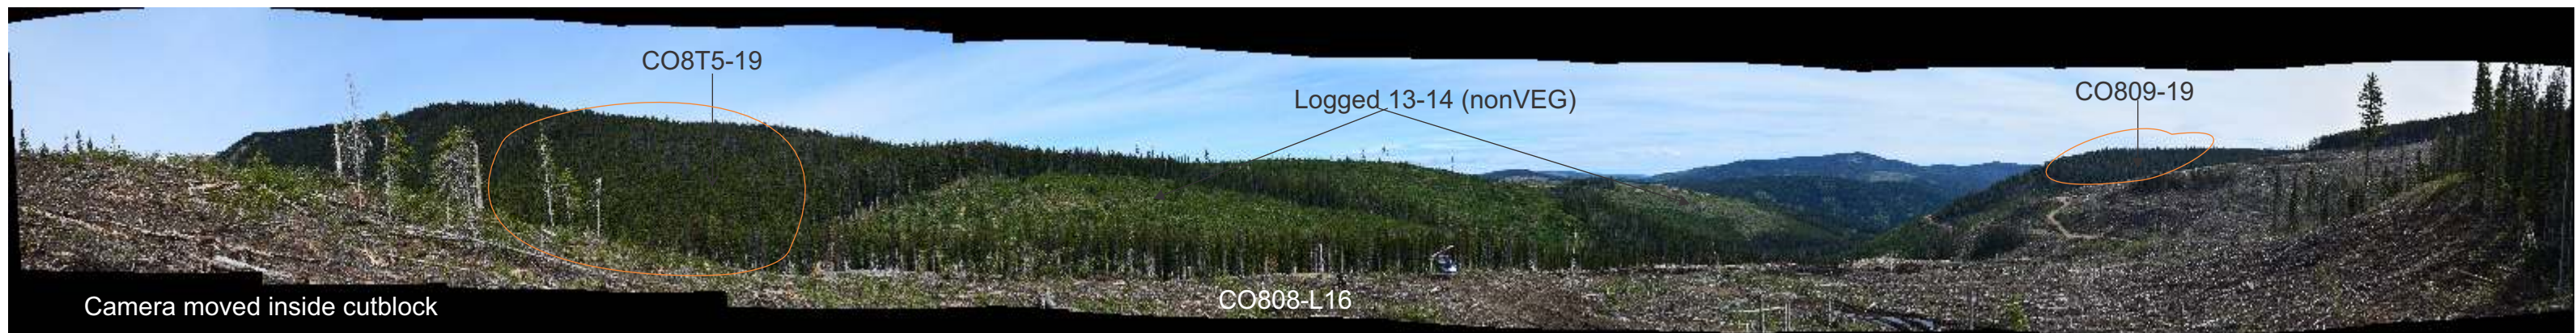 CO8T5-19
Logged 13-14 (nonVEG)
CO809-19
CO808-L16
Camera moved inside cutblock